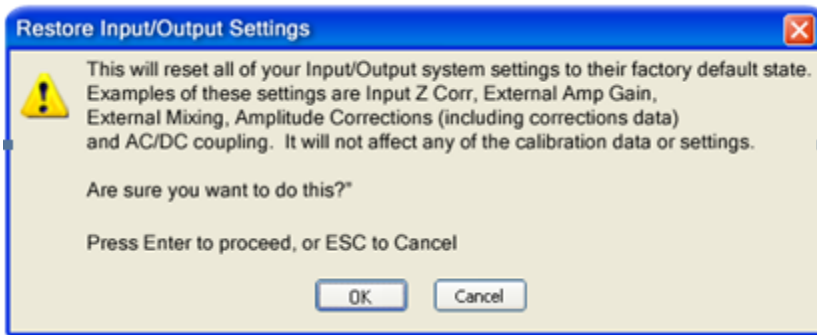 Restore Input/Output Settings
This will reset all of your Input/Output system settings to their factory default state.
Examples of these settings are Input Z Corr, External Amp Gain,
External Mixing, Amplitude Corrections (including corrections data)
and AC/DC coupling.  It will not affect any of the calibration data or settings.
Are sure you want to do this?"
Press Enter to proceed, or ESC to Cancel
OK
Cancel